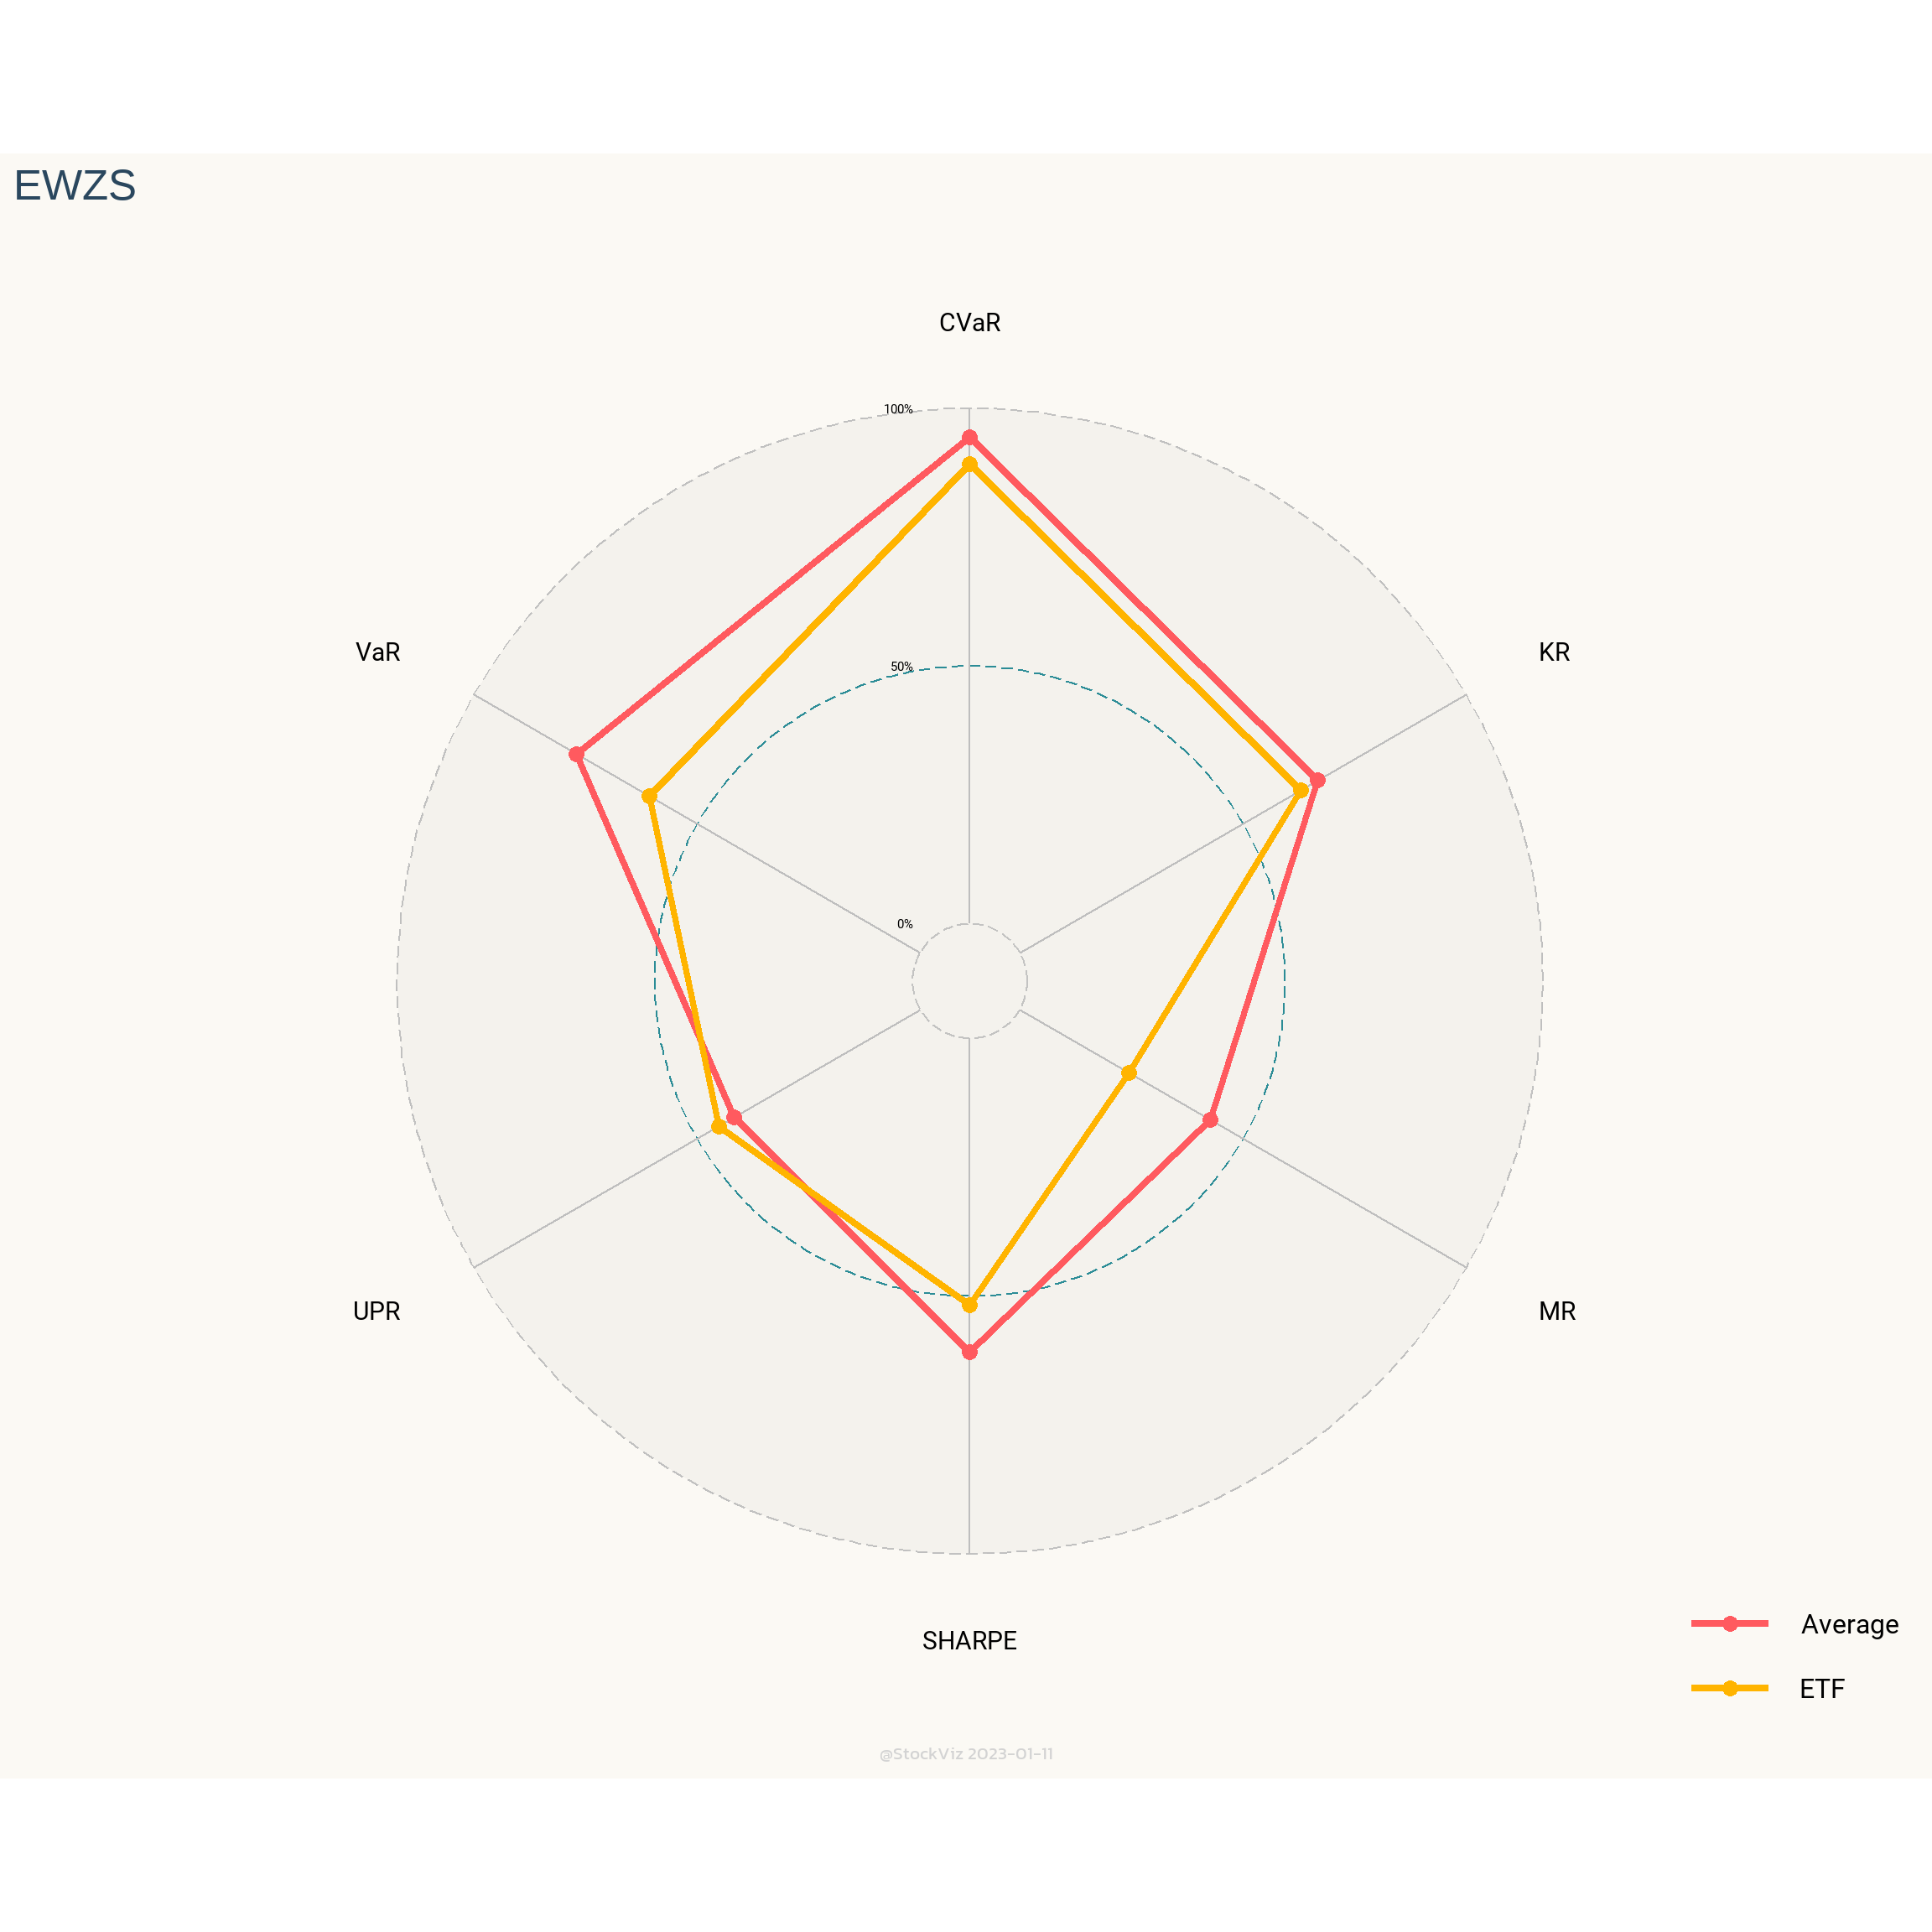 EWZS
CVaR
100%
KR
VaR
50%
0%
UPR
MR
SHARPE
Average
ETF
@StockViz 2023-01-11